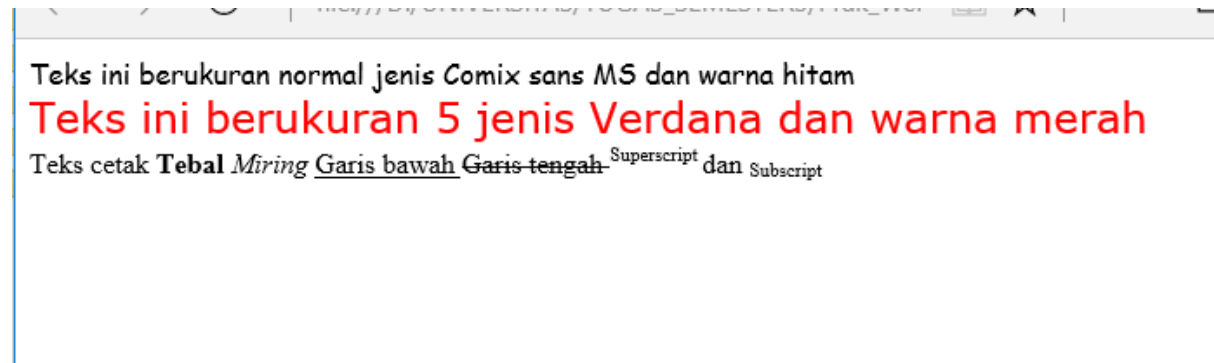 Teks ini berukuran normal jenis Comix sans MS dan warna hitam
Teks ini berukuran 5 jenis Verdana dan warna merah
Teks cetak Tebal Miring Garis bawah Garis tengah Superscript dan Subscript